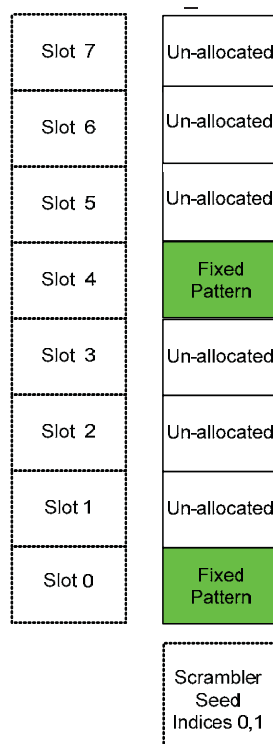 Slot 7 Un-allocated
Slot 6 Un-allocated
Slot 5 Un-allocated
Slot 4 Fixed
Pattern
Slot 3 Un-allocated
Slot 2 Un-allocated
Slot 1 Un-allocated
Slot 0 Fixed
Pattern
Scrambler
Seed
Indices 0,1